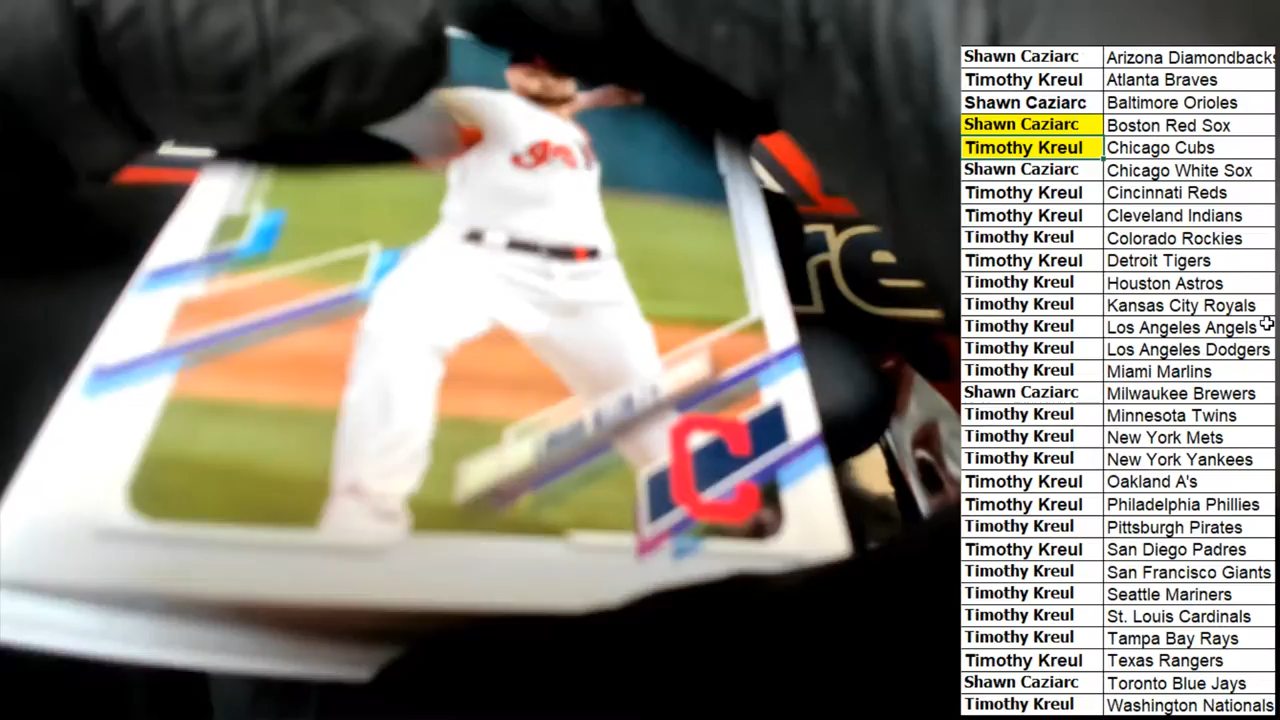 Shawn Caziarc Arizona Diamondbacks
Timothy Kreul Atlanta Braves
Shawn Caziarc Baltimore Orioles
Shawn Caziarc Boston Red Sox
Timothy Kreul Chicago Cubs
Shawn Caziarc Chicago White Sox
Timothy Kreul Cincinnati Reds
Timothy Kreul Cleveland Indians
Timothy Kreul Colorado Rockies
Timothy Kreul Detroit Tigers
Timothy Kreul Houston Astros
Timothy Kreul Kansas City Royals
Timothy Kreul Los Angeles Angels
Timothy Kreul Los Angeles Dodgers
Timothy Kreul Miami Marlins
Shawn Caziarc Milwaukee Brewers
Timothy Kreul Minnesota Twins
Timothy Kreul New York Mets
Timothy Kreul New York Yankees
Timothy Kreul Oakland A's
Timothy Kreul Philadelphia Phillies
Timothy Kreul Pittsburgh Pirates
Timothy Kreul San Diego Padres
Timothy Kreul San Francisco Giants
Timothy Kreul Seattle Mariners
Timothy Kreul St. Louis Cardinals
Timothy Kreul Tampa Bay Rays
Timothy Kreul Texas Rangers
Shawn Caziarc Toronto Blue Jays
Timothy Kreul Washington Nationals
C
re